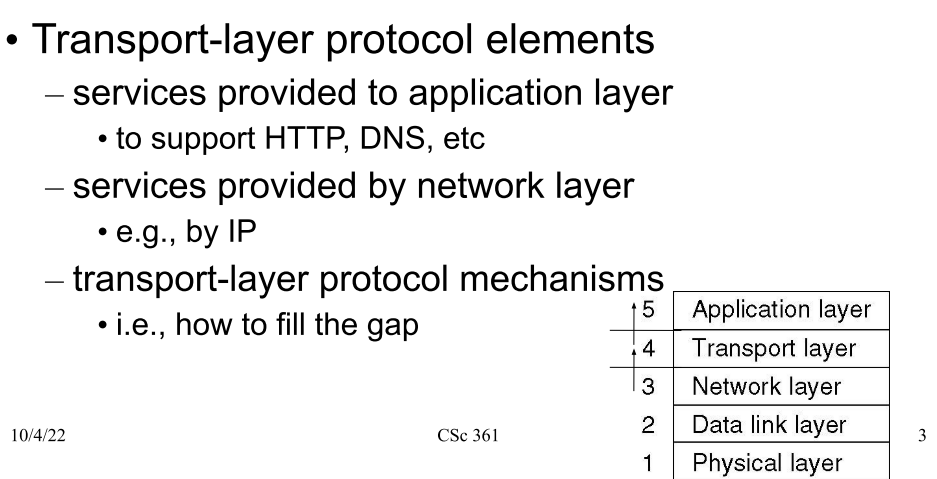 • Transport-layer protocol elements
– services provided to application layer
• to support HTTP, DNS, etc
– services provided by network layer
• e.g., by IP
– transport-layer protocol mechanisms
• i.e., how to fill the gap
5 Application layer
4 Transport layer
3 Network layer
2 Data link layer
1 Physical layer
10/4/22
CSc 361
3